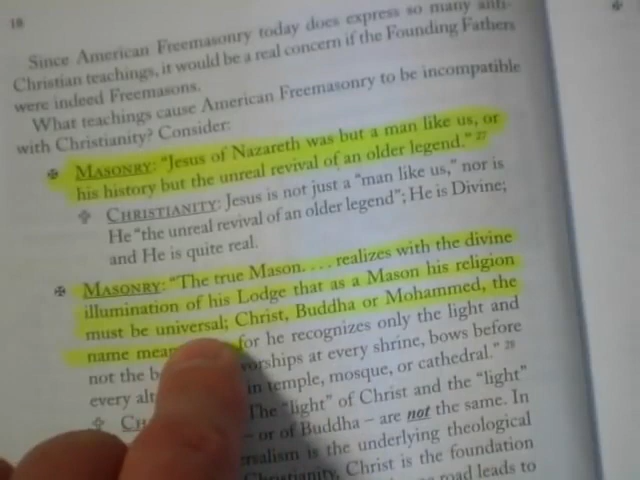 18
Since American Freemasonry today does express so many anti-
Christian teachings, it would be a real concern if the Founding Fathers
were indeed Freemasons.
What teachings cause American Freemasonry to be incompatible
with Christianity? Consider:
MASONRY: "Jesus of Nazareth was but a man like us, or
his history but the unreal revival of an older legend." 27
CHRISTIANITY: Jesus is not just a "man like us," nor is
He "the unreal revival of an older legend"; He is Divine;
and He is quite real.
MASONRY: "The true Mason. . . . realizes with the divine
illumination of his Lodge that as a Mason his religion
must be universal; Christ, Buddha or Mohammed, the
name for he recognizes only the light and
not the at every shrine, bows before
every in temple, mosque, or cathedral." 28
The "light" of Christ and the "light"
– or of Buddha – are not the same. In
is the underlying theological
Christianity, Christ is the foundation
road leads to